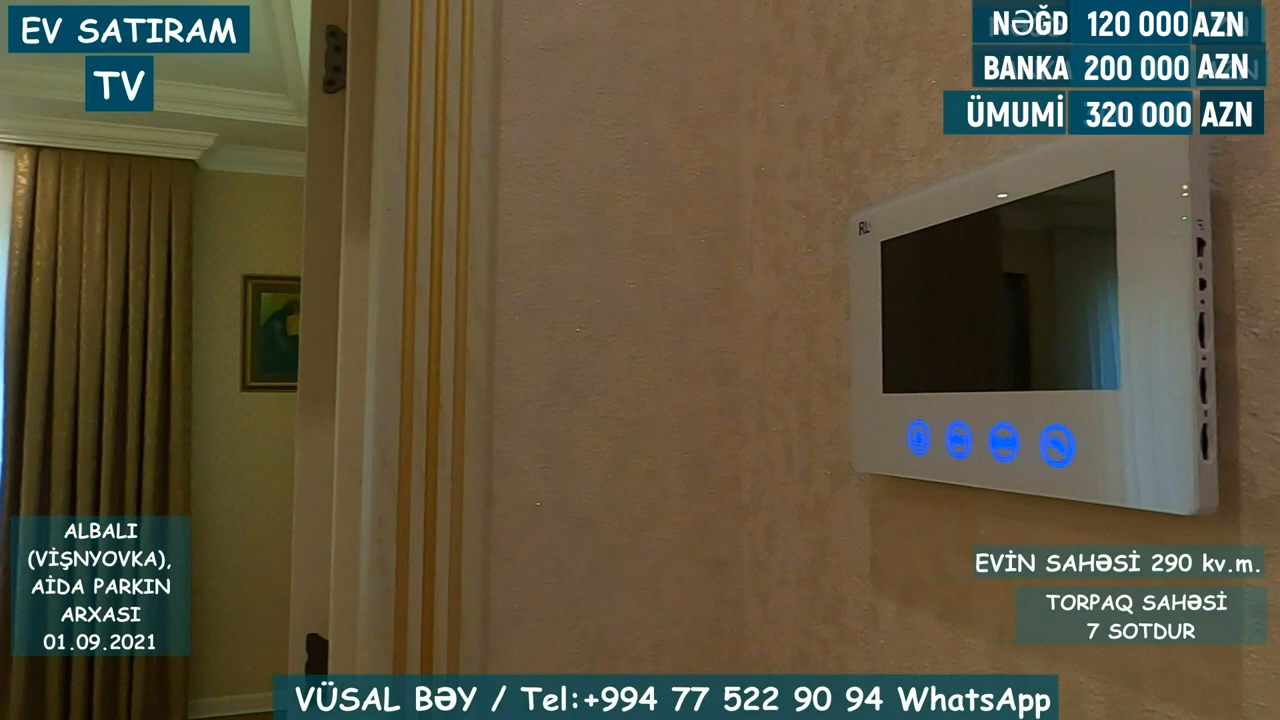 EV SATIRAM
TV
NƏĞD 120 000 AZN
BANKA 200 000 AZN
ÜMUMİ 320 000 AZN
RL
ALBALI
(VİŞNYOVKA),
AİDA PARKIN
ARXASI
01.09.2021
EVİN SAHƏSİ 290 kv.m.
TORPAQ SAHƏSİ
7 SOTDUR
VÜSAL BƏY / Tel:+994 77 522 90 94 WhatsApp